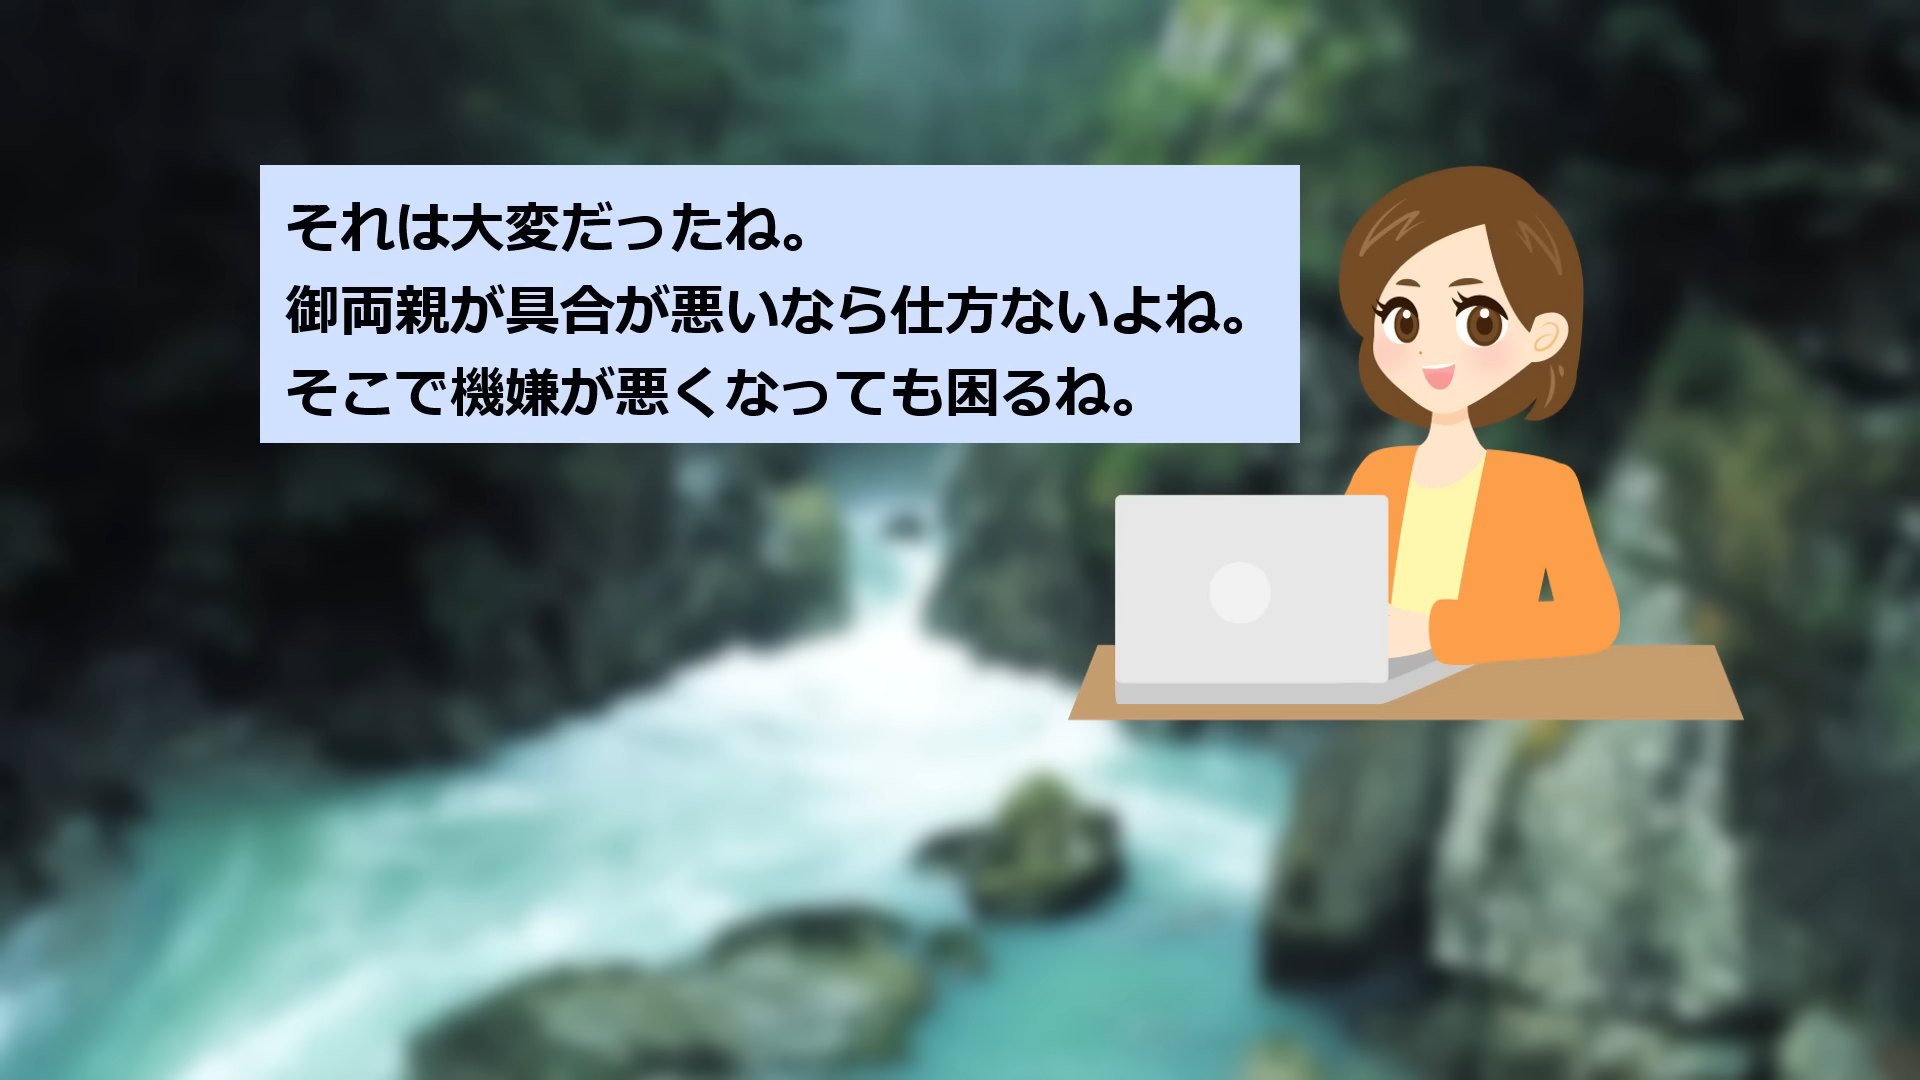 それは大変だったね。
御両親が具合が悪いなら仕方ないよね。
そこで機嫌が悪くなっても困るね。